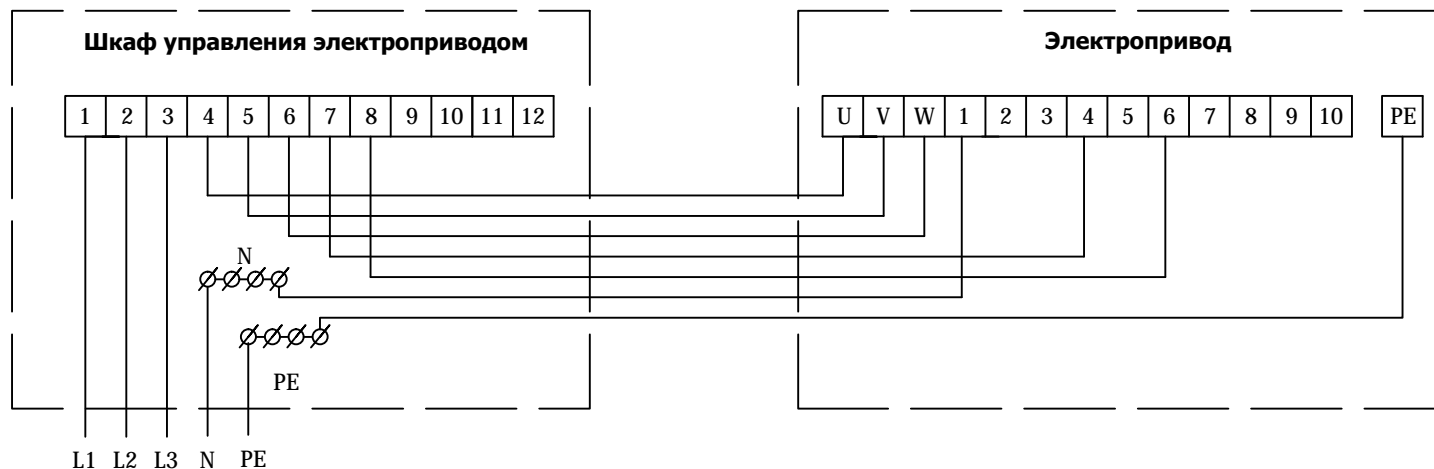 Шкаф управления электроприводом
Электропривод
1 2 3 4 5 6 7 8 9 10 11 12
U V W 1 2 3 4 5 6 7 8 9 10 PE
N
PE
L1 L2 L3 N PE